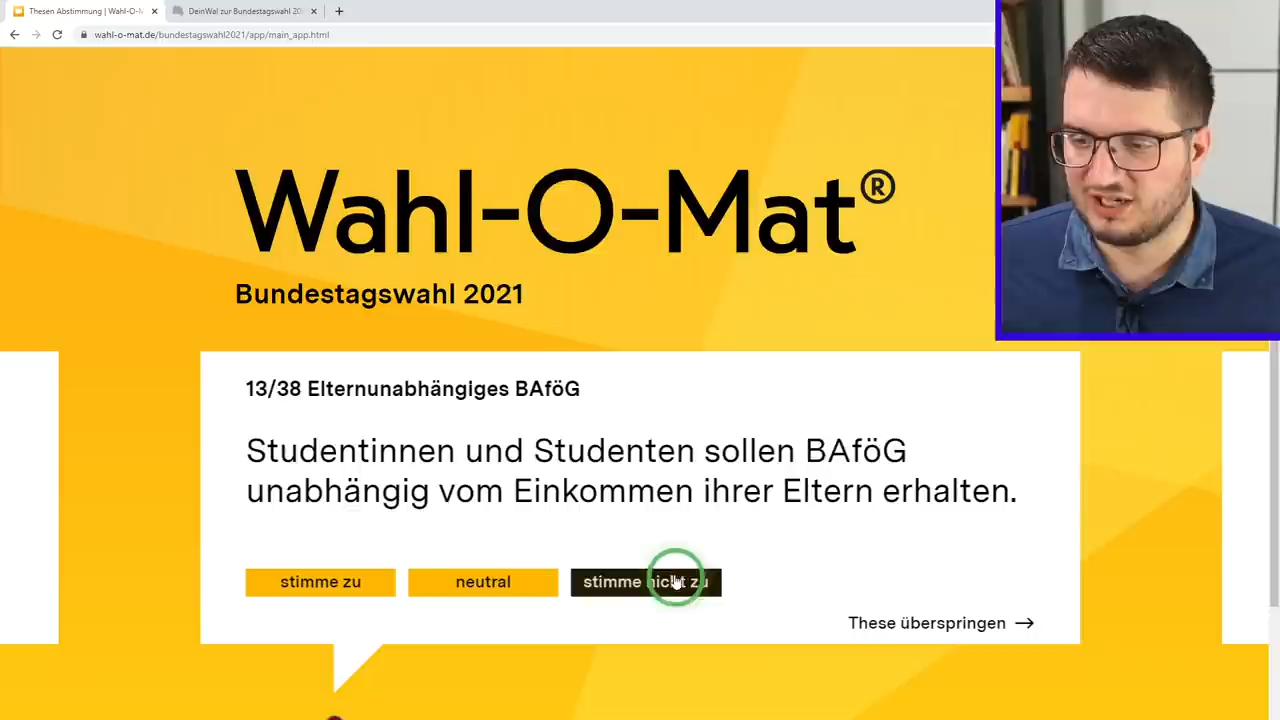 Thesen Abstimmung | Wahl-O-M
DeinWal zur Bundestagswahl 20
wahl-o-mat.de/bundestagswahl2021/app/main_app.html
Wahl-O-Mat®
Bundestagswahl 2021
13/38 Elternunabhängiges BAföG
Studentinnen und Studenten sollen BAföG
unabhängig vom Einkommen ihrer Eltern erhalten.
stimme zu
neutral
stimme nicht zu
These überspringen →